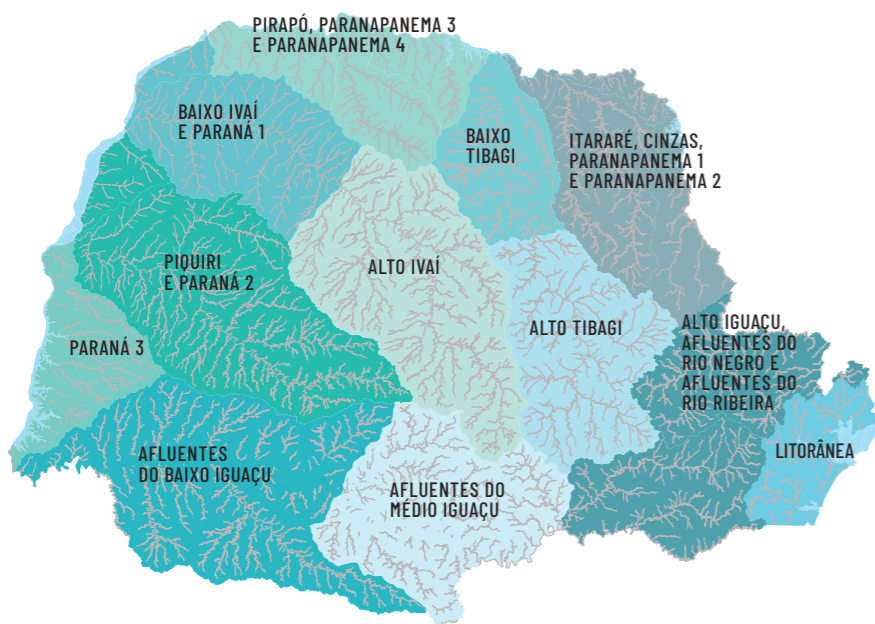 PIRAPÓ, PARANAPANEMA 3
E PARANAPANEMA 4
BAIXO IVAÍ
E PARANÁ 1
BAIXO
TIBAGI
ITARARÉ, CINZAS,
PARANAPANEMA 1
E PARANAPANEMA 2
PIQUIRI
E PARANÁ 2
ALTO IVAÍ
ALTO TIBAGI
ALTO IGUAÇU,
AFLUENTES DO
RIO NEGRO E
AFLUENTES DO
RIO RIBEIRA
PARANÁ 3
LITORÂNEA
AFLUENTES
DO BAIXO IGUAÇU
AFLUENTES DO
MÉDIO IGUAÇU